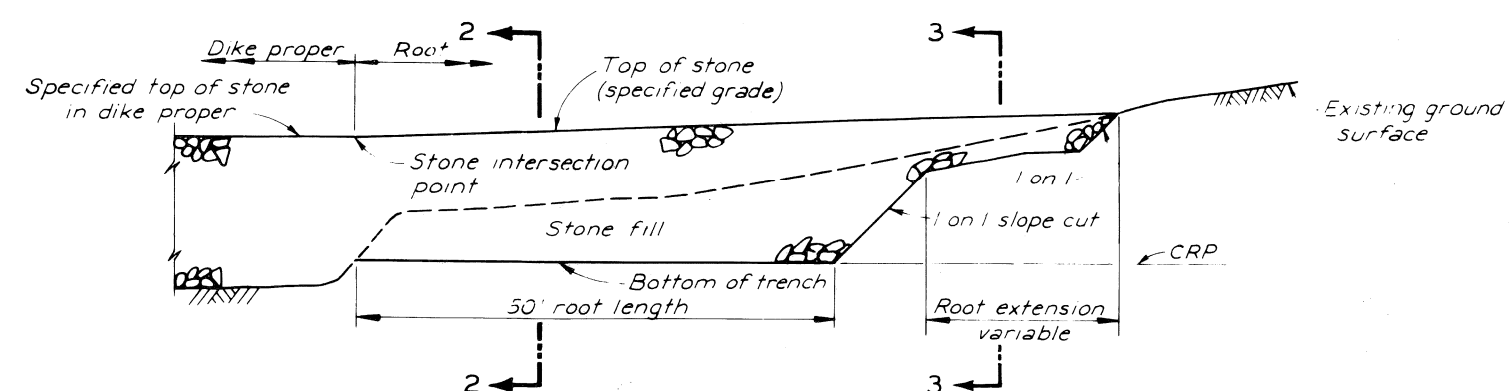 2
3
Dike proper
Root
Specified top of stone
in dike proper
Top of stone
(specified grade)
Existing ground
surface
Stone intersection
point
1 on 1
Stone fill
1 on 1 slope cut
CRP
Bottom of trench
50' root length
Root extension
variable
2
3